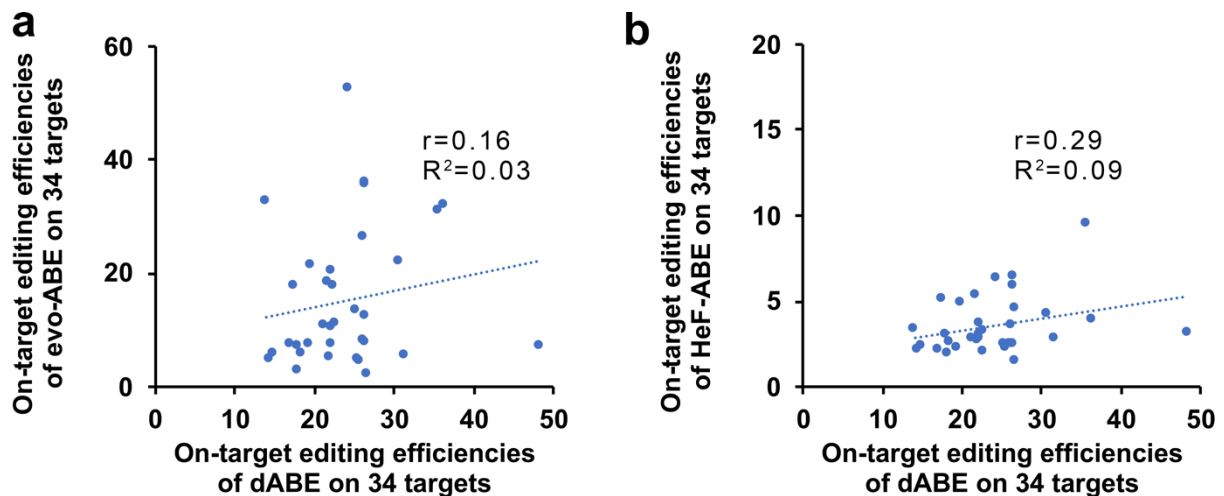 a
On-target editing efficiencies
of evo-ABE on 34 targets
60
40
20
0
r=0.16
R²=0.03
0 10 20 30 40 50
On-target editing efficiencies
of dABE on 34 targets
b
On-target editing efficiencies
of HeF-ABE on 34 targets
20
15
10
5
0
r=0.29
R²=0.09
0 10 20 30 40 50
On-target editing efficiencies
of dABE on 34 targets